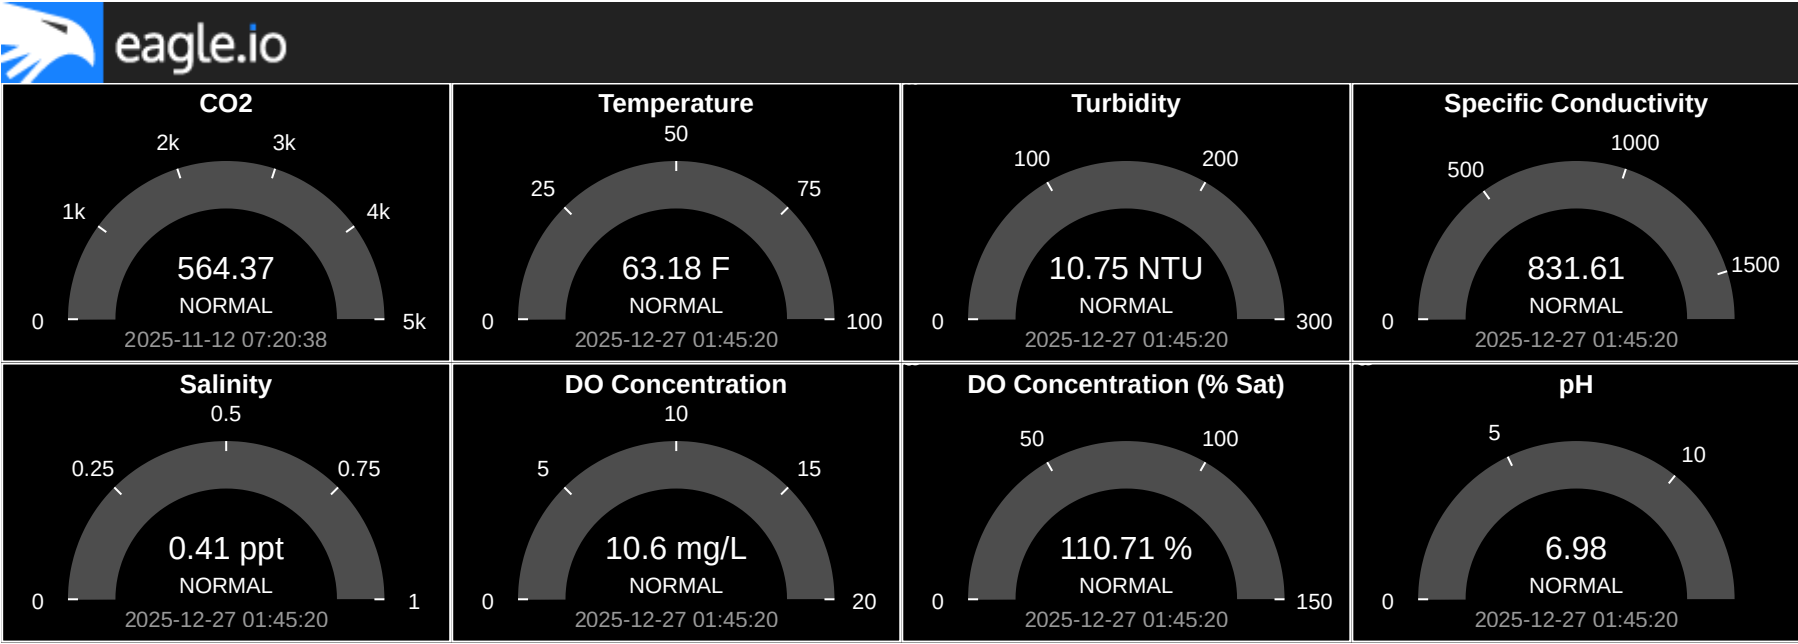 eagle.io
CO2
2k
3k
1k
4k
564.37
NORMAL
0
5k
2025-11-12 07:20:38
Temperature
50
25
75
63.18 F
NORMAL
0
100
2025-12-27 01:45:20
Turbidity
100
200
10.75 NTU
NORMAL
0
300
2025-12-27 01:45:20
Specific Conductivity
1000
500
1500
831.61
NORMAL
0
2025-12-27 01:45:20
Salinity
0.5
0.25
0.75
0.41 ppt
NORMAL
0
1
2025-12-27 01:45:20
DO Concentration
10
5
15
10.6 mg/L
NORMAL
0
20
2025-12-27 01:45:20
DO Concentration (% Sat)
50
100
110.71 %
NORMAL
0
150
2025-12-27 01:45:20
pH
5
10
6.98
NORMAL
0
2025-12-27 01:45:20